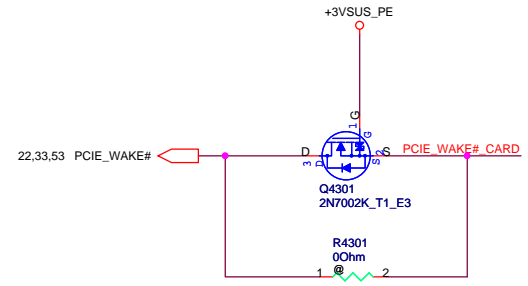 +3VSUS_PE
G
1
G
22,33,53 PCIE_WAKE#
D
3
D
S
2
S
PCIE_WAKE#_CARD
Q4301
2N7002K_T1_E3
R4301
0Ohm
1
@
2